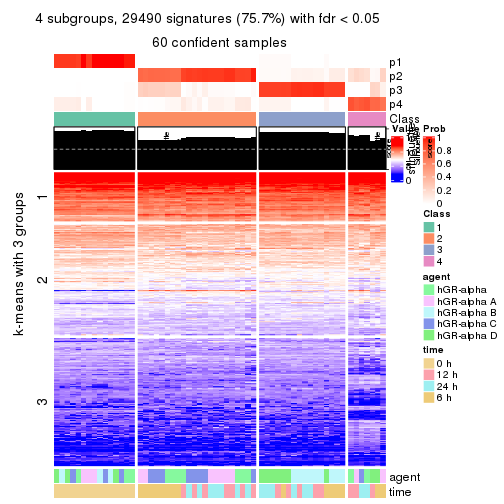 4 subgroups, 29490 signatures (75.7%) with fdr < 0.05
60 confident samples
p1
p2
p3
p4
Class
Value
Prob
1
0.8
0.6
0.4
0.2
0
0
Class
1
2
3
4
agent
hGR-alpha
hGR-alpha A
hGR-alpha B
hGR-alpha C
hGR-alpha D
time
0 h
12 h
24 h
6 h
k-means with 3 groups
1
2
3
agent
time